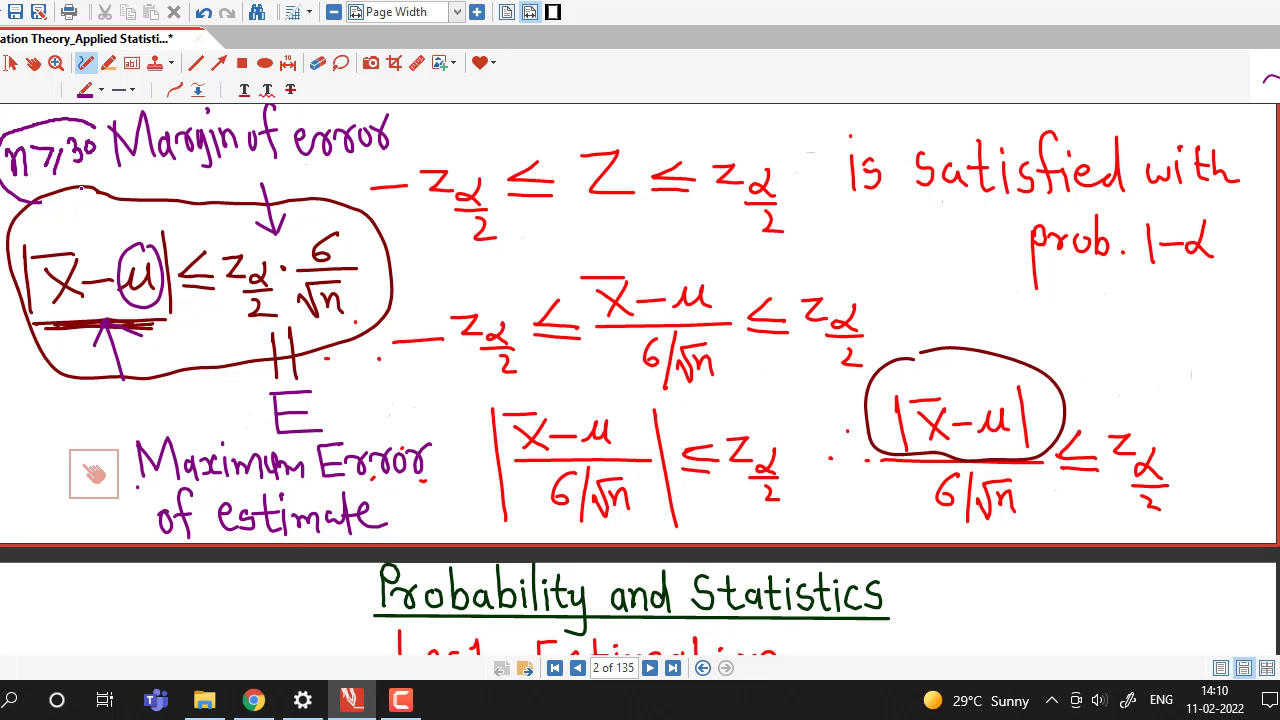 Page Width
ation Theory_Applied Statisti...*
n ≥ 30 Margin of error
|X̅ - μ| ≤ z_{α/2} · σ/√n
E
Maximum Error
of estimate
- z_{α/2} ≤ Z ≤ z_{α/2} is satisfied with
prob. 1-α
- z_{α/2} ≤ (X̅ - μ)/(σ/√n) ≤ z_{α/2}
|(X̅ - μ)/(σ/√n)| ≤ z_{α/2} ∴ |X̅ - μ|/(σ/√n) ≤ z_{α/2}
Probability and Statistics
2 of 135
29°C Sunny
ENG
14:10
11-02-2022